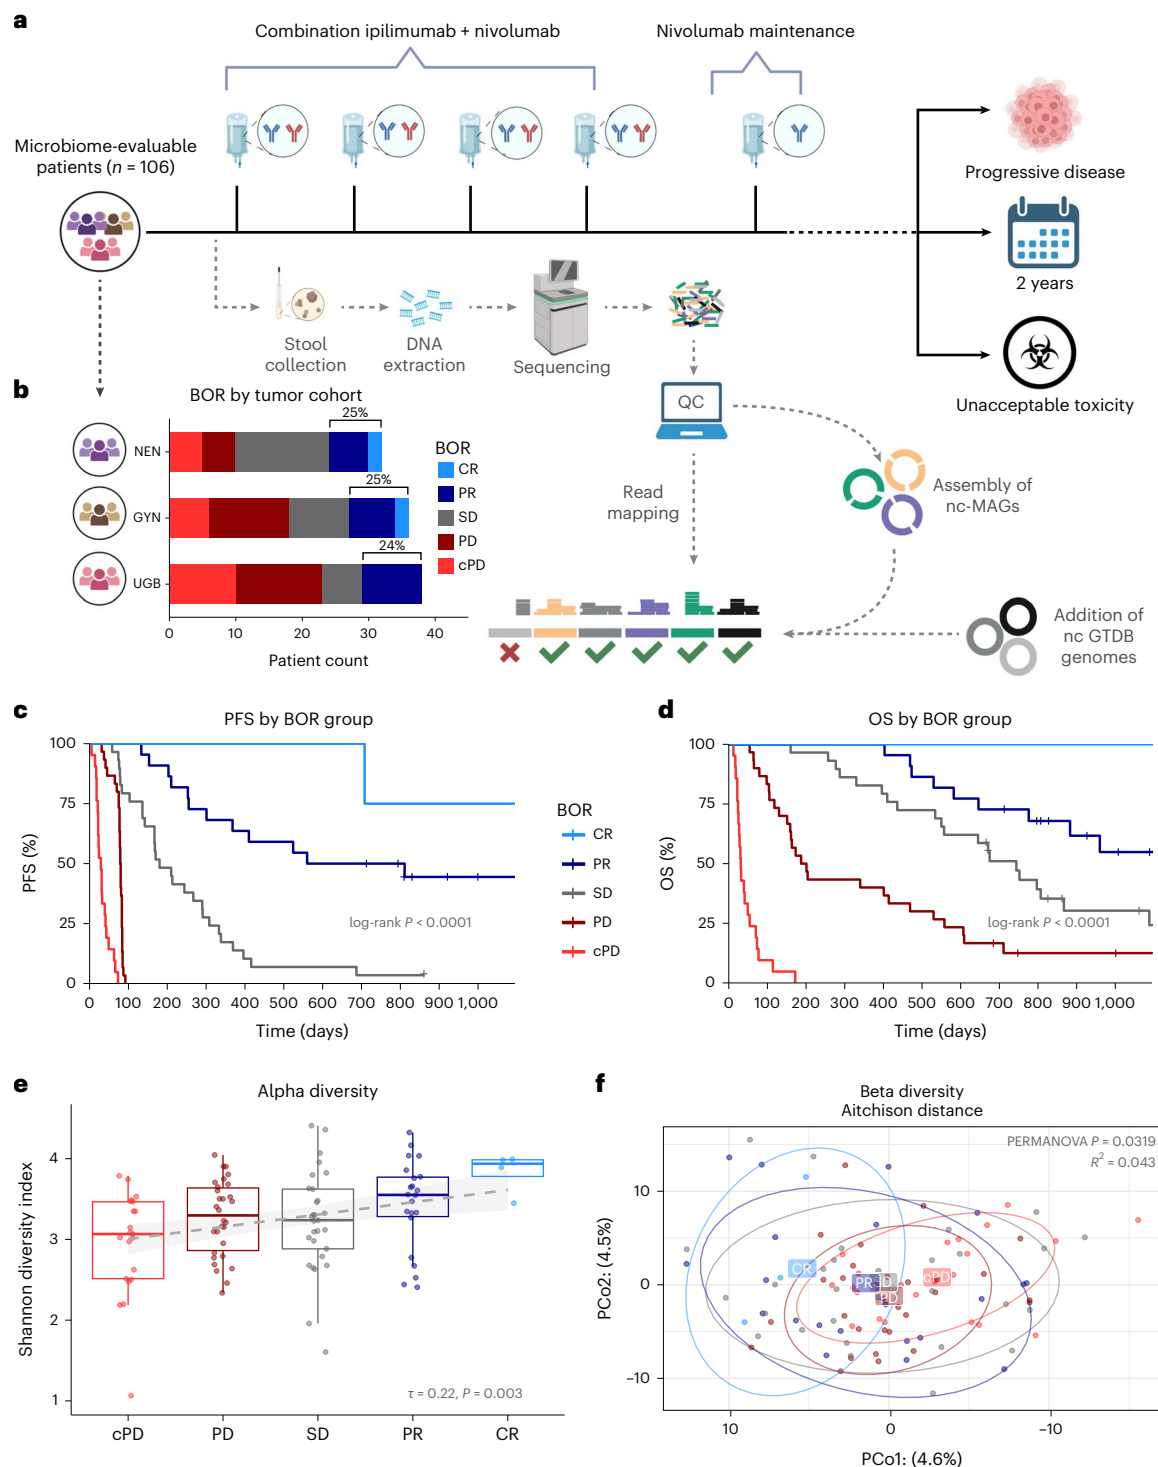 a
Combination ipilimumab + nivolumab
Nivolumab maintenance
Microbiome-evaluable
patients (n = 106)
Progressive disease
2 years
Unacceptable toxicity
Stool
collection
DNA
extraction
Sequencing
QC
Read
mapping
Assembly of
nc-MAGs
Addition of
nc GTDB
genomes
b
BOR by tumor cohort
25%
NEN
25%
GYN
24%
UGB
0 10 20 30 40
Patient count
BOR
CR
PR
SD
PD
cPD
c
PFS by BOR group
100
75
50
25
0
PFS (%)
log-rank P < 0.0001
0 100 200 300 400 500 600 700 800 900 1,000
Time (days)
BOR
CR
PR
SD
PD
cPD
d
OS by BOR group
100
75
50
25
0
OS (%)
log-rank P < 0.0001
0 100 200 300 400 500 600 700 800 900 1,000
Time (days)
e
Alpha diversity
4
3
2
1
Shannon diversity index
τ = 0.22, P = 0.003
cPD PD SD PR CR
f
Beta diversity
Aitchison distance
PERMANOVA P = 0.0319
R² = 0.043
10
0
−10
PCo2: (4.5%)
CR
PR
D
PD
cPD
10 0 −10
PCo1: (4.6%)